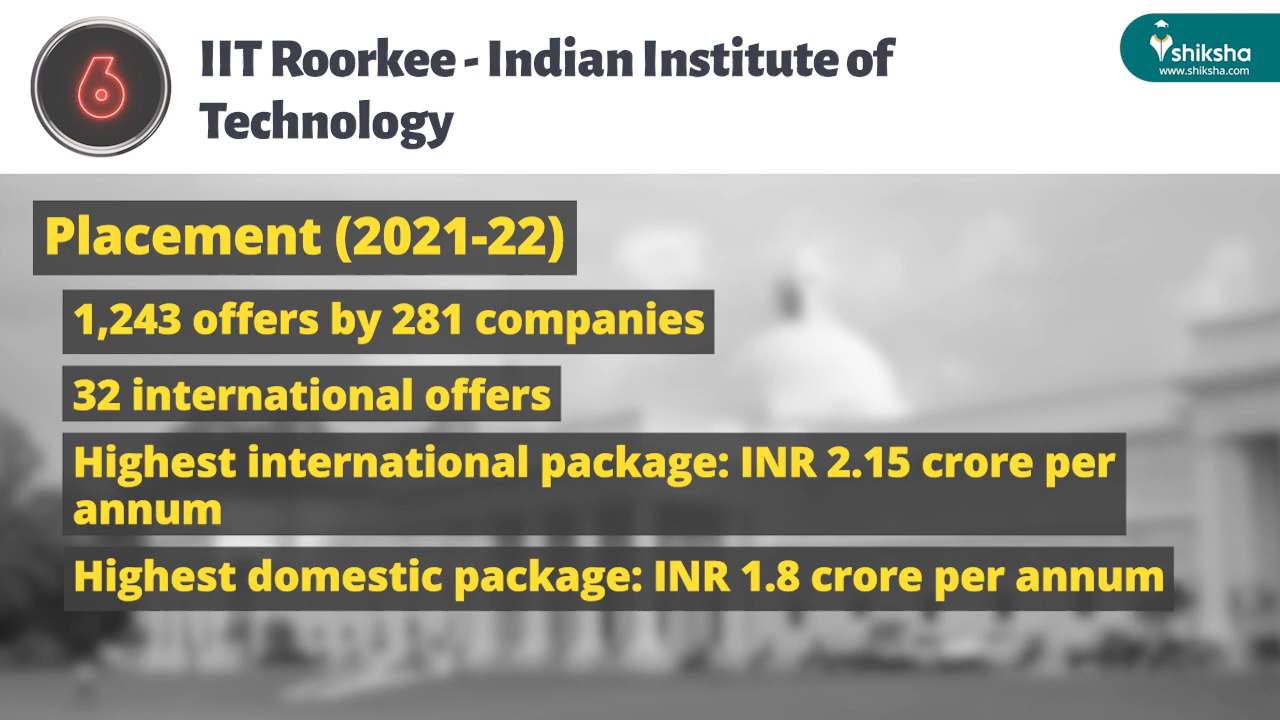 6
IIT Roorkee - Indian Institute of
Technology
shiksha
www.shiksha.com
Placement (2021-22)
1,243 offers by 281 companies
32 international offers
Highest international package: INR 2.15 crore per
annum
Highest domestic package: INR 1.8 crore per annum